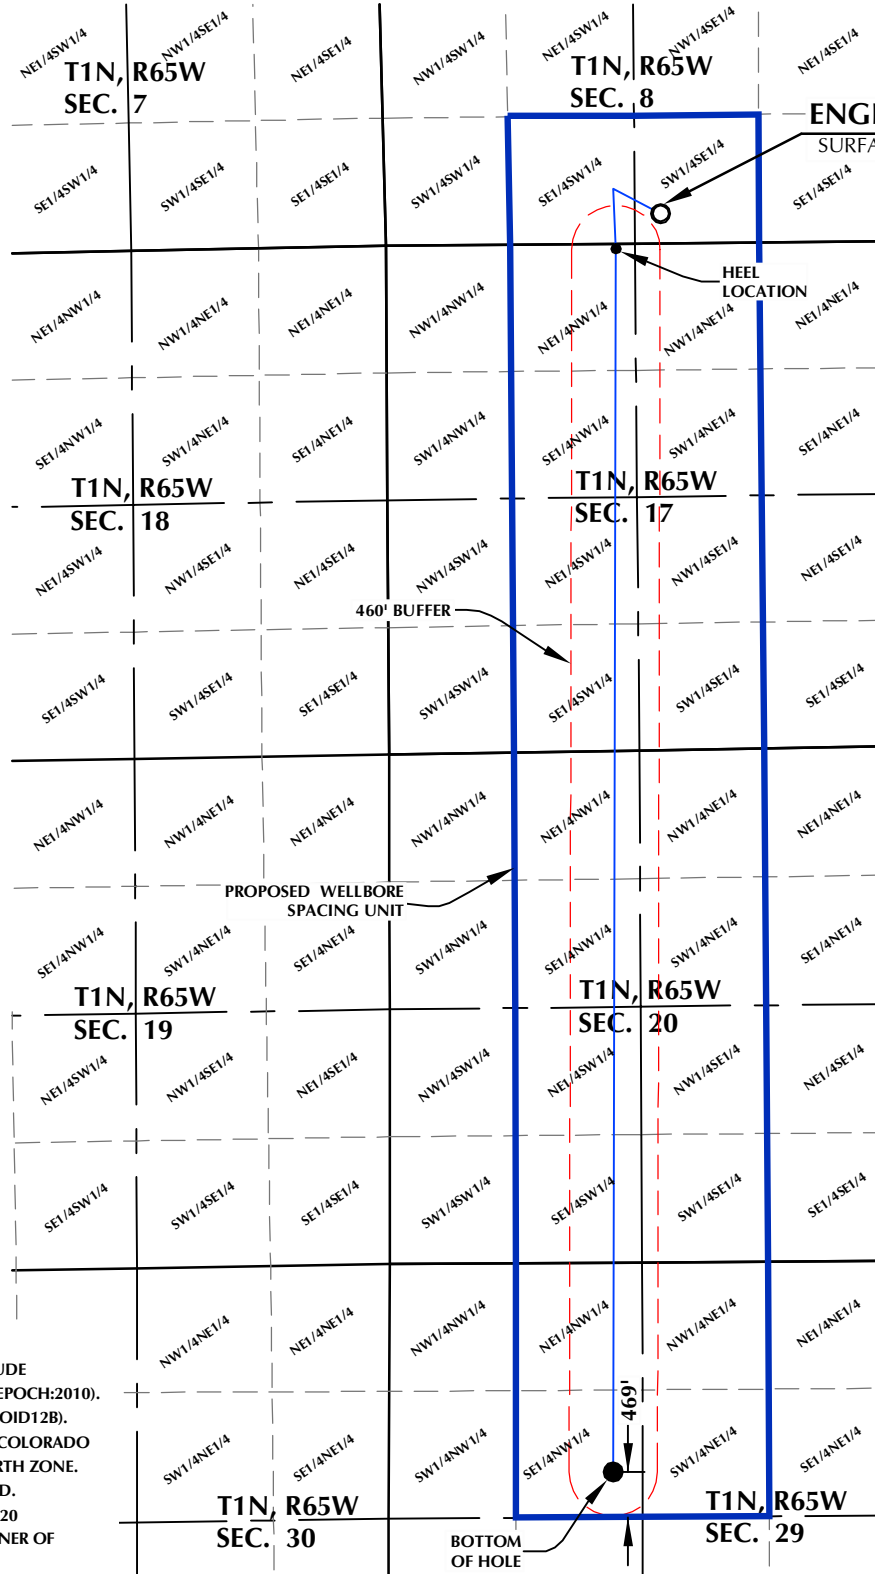 NE1/4SW1/4 NW1/4SE1/4 NE1/4SE1/4 NW1/4SW1/4 NE1/4SW1/4 NW1/4SE1/4 NE1/4SE1/4
T1N, R65W
SEC. 7
T1N, R65W
SEC. 8
ENGI
SURFA
SE1/4SW1/4 SW1/4SE1/4 SE1/4SE1/4 SW1/4SW1/4 SE1/4SW1/4 SW1/4SE1/4 SE1/4SE1/4
HEEL
LOCATION
NE1/4NW1/4 NW1/4NE1/4 NE1/4NE1/4 NW1/4NW1/4 NE1/4NW1/4 NW1/4NE1/4 NE1/4NE1/4
SE1/4NW1/4 SW1/4NE1/4 SE1/4NE1/4 SW1/4NW1/4 SE1/4NW1/4 SW1/4NE1/4 SE1/4NE1/4
T1N, R65W
SEC. 18
T1N, R65W
SEC. 17
NE1/4SW1/4 NW1/4SE1/4 NE1/4SE1/4 NW1/4SW1/4 NE1/4SW1/4 NW1/4SE1/4 NE1/4SE1/4
460' BUFFER
SE1/4SW1/4 SW1/4SE1/4 SE1/4SE1/4 SW1/4SW1/4 SE1/4SW1/4 SW1/4SE1/4 SE1/4SE1/4
NE1/4NW1/4 NW1/4NE1/4 NE1/4NE1/4 NW1/4NW1/4 NE1/4NW1/4 NW1/4NE1/4 NE1/4NE1/4
PROPOSED WELLBORE
SPACING UNIT
SE1/4NW1/4 SW1/4NE1/4 SE1/4NE1/4 SW1/4NW1/4 SE1/4NW1/4 SW1/4NE1/4 SE1/4NE1/4
T1N, R65W
SEC. 19
T1N, R65W
SEC. 20
NE1/4SW1/4 NW1/4SE1/4 NE1/4SE1/4 NW1/4SW1/4 NE1/4SW1/4 NW1/4SE1/4 NE1/4SE1/4
SE1/4SW1/4 SW1/4SE1/4 SE1/4SE1/4 SW1/4SW1/4 SE1/4SW1/4 SW1/4SE1/4 SE1/4SE1/4
NW1/4NE1/4 NE1/4NE1/4 NW1/4NW1/4 NE1/4NW1/4 NW1/4NE1/4 NE1/4NE1/4
UDE
EPOCH:2010).
OID12B).
COLORADO
RTH ZONE.
D.
20
NER OF
469'
SW1/4NE1/4 SE1/4NE1/4 SW1/4NW1/4 SE1/4NW1/4 SW1/4NE1/4 SE1/4NE1/4
T1N, R65W
SEC. 30
T1N, R65W
SEC. 29
BOTTOM
OF HOLE